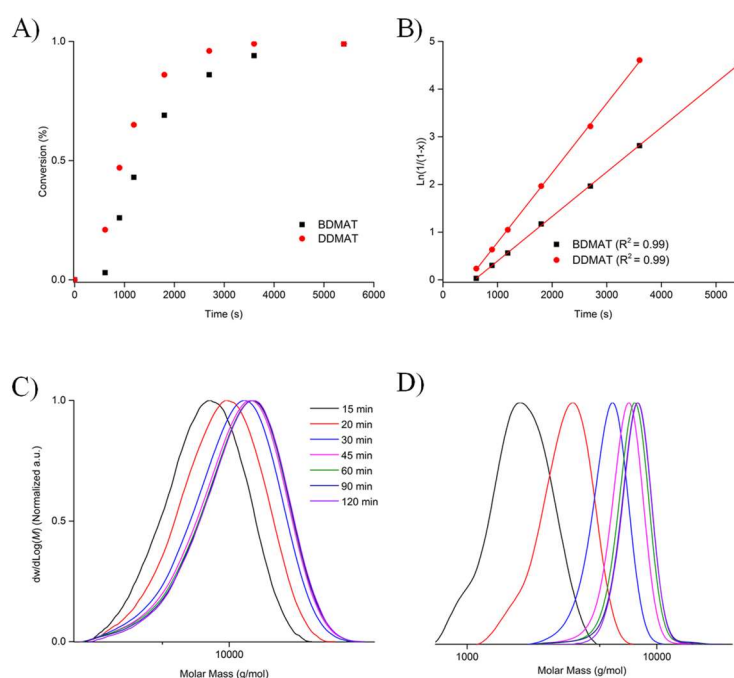 A)
1.0
0.5
0.0
Conversion (%)
BDMAT
DDMAT
0 1000 2000 3000 4000 5000 6000
Time (s)
B)
5
4
3
2
1
0
Ln(1/(1-x))
BDMAT (R² = 0.99)
DDMAT (R² = 0.99)
0 1000 2000 3000 4000 5000
Time (s)
C)
1.0
0.5
0.0
dw/dLog(M) (Normalized a.u.)
15 min
20 min
30 min
45 min
60 min
90 min
120 min
10000
Molar Mass (g/mol)
D)
1000 10000
Molar Mass (g/mol)